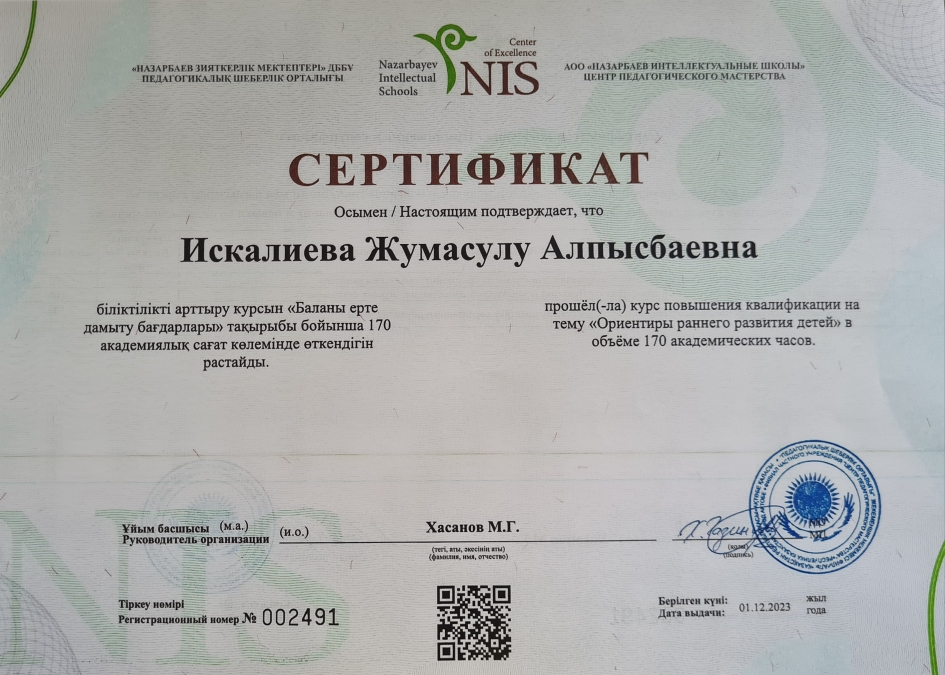 «НАЗАРБАЕВ ЗИЯТКЕРЛІК МЕКТЕПТЕРІ» ДББҰ
ПЕДАГОГИКАЛЫҚ ШЕБЕРЛІК ОРТАЛЫҒЫ
Nazarbayev
Intellectual
Schools
Center
of Excellence
NIS
АОО «НАЗАРБАЕВ ИНТЕЛЛЕКТУАЛЬНЫЕ ШКОЛЫ»
ЦЕНТР ПЕДАГОГИЧЕСКОГО МАСТЕРСТВА
СЕРТИФИКАТ
Осымен / Настоящим подтверждает, что
Искалиева Жумасулу Алпысбаевна
біліктілікті арттыру курсын «Баланы ерте
дамыту бағдарлары» тақырыбы бойынша 170
академиялық сағат көлемінде өткендігін
растайды.
прошёл(-ла) курс повышения квалификации на
тему «Ориентиры раннего развития детей» в
объёме 170 академических часов.
Ұйым басшысы (м.а.)
Руководитель организации (и.о.)
Хасанов М.Г.
(тегі, аты, әкесінің аты)
(фамилия, имя, отчество)
(қолы)
(подпись)
Тіркеу нөмірі
Регистрационный номер № 002491
Берілген күні:
Дата выдачи:
01.12.2023
жыл
года
NIS